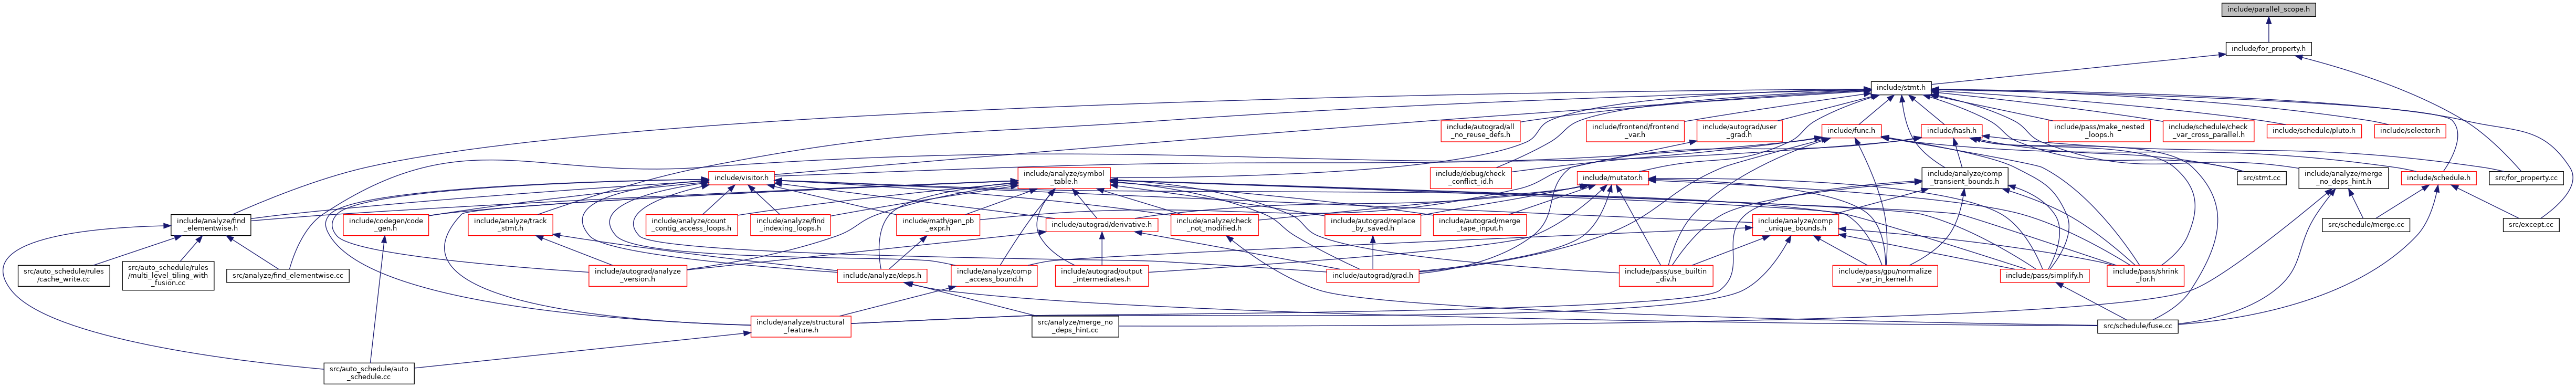 include/parallel_scope.h
include/for_property.h
include/stmt.h
include/autograd/all
_no_reuse_defs.h
include/frontend/frontend
_var.h
include/autograd/user
_grad.h
include/func.h
include/hash.h
include/pass/make_nested
_loops.h
include/schedule/check
_var_cross_parallel.h
include/schedule/pluto.h
include/selector.h
include/visitor.h
include/analyze/symbol
_table.h
include/debug/check
_conflict_id.h
include/mutator.h
include/analyze/comp
_transient_bounds.h
src/stmt.cc
include/analyze/merge
_no_deps_hint.h
include/schedule.h
src/for_property.cc
include/analyze/find
_elementwise.h
include/codegen/code
_gen.h
include/analyze/track
_stmt.h
include/analyze/count
_contig_access_loops.h
include/analyze/find
_indexing_loops.h
include/math/gen_pb
_expr.h
include/autograd/derivative.h
include/analyze/check
_not_modified.h
include/autograd/replace
_by_saved.h
include/autograd/merge
_tape_input.h
include/analyze/comp
_unique_bounds.h
src/schedule/merge.cc
src/except.cc
src/auto_schedule/rules
/cache_write.cc
src/auto_schedule/rules
/multi_level_tiling_with
_fusion.cc
src/analyze/find_elementwise.cc
include/autograd/analyze
_version.h
include/analyze/deps.h
include/analyze/comp
_access_bound.h
include/autograd/output
_intermediates.h
include/autograd/grad.h
include/pass/use_builtin
_div.h
include/pass/gpu/normalize
_var_in_kernel.h
include/pass/simplify.h
include/pass/shrink
_for.h
include/analyze/structural
_feature.h
src/analyze/merge_no
_deps_hint.cc
src/schedule/fuse.cc
src/auto_schedule/auto
_schedule.cc